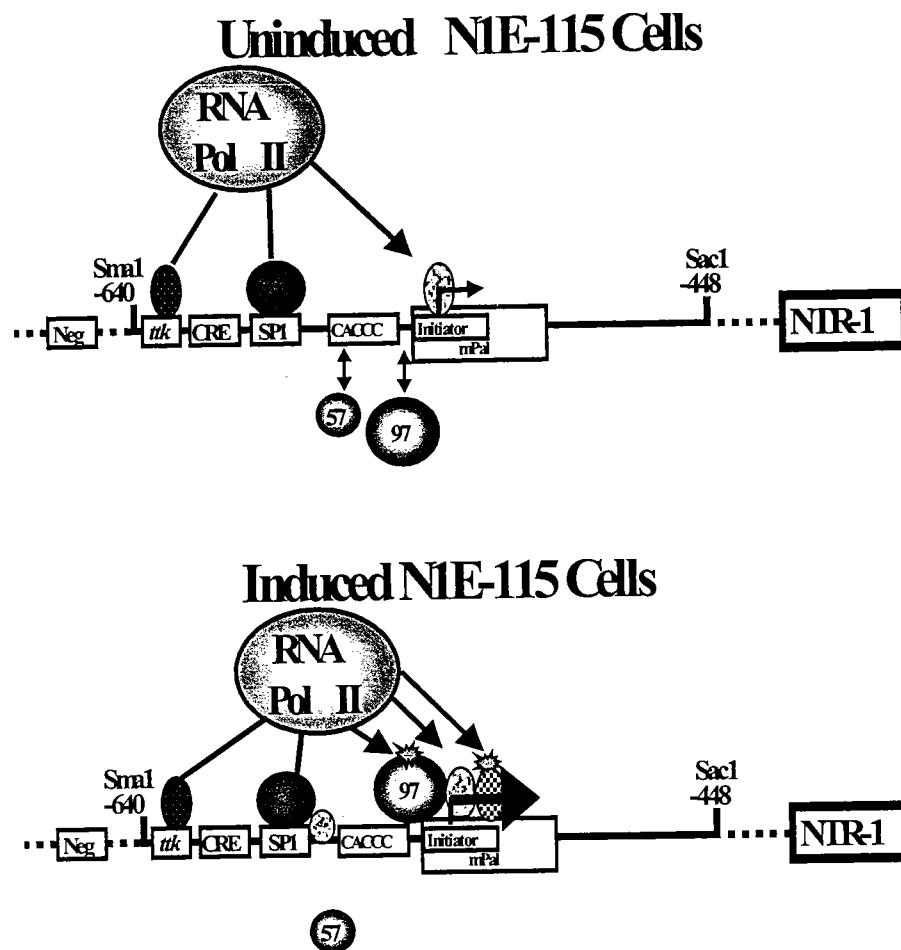 Uninduced N1E-115 Cells
RNA
Pol II
Sma1
-640
Sac1
-448
Neg
ttk
CRE
SP1
CACCC
Initiator
mPal
NTR-1
57
97
Induced N1E-115 Cells
RNA
Pol II
Sma1
-640
97
Sac1
-448
Neg
ttk
CRE
SP1
CACCC
Initiator
mPal
NTR-1
57